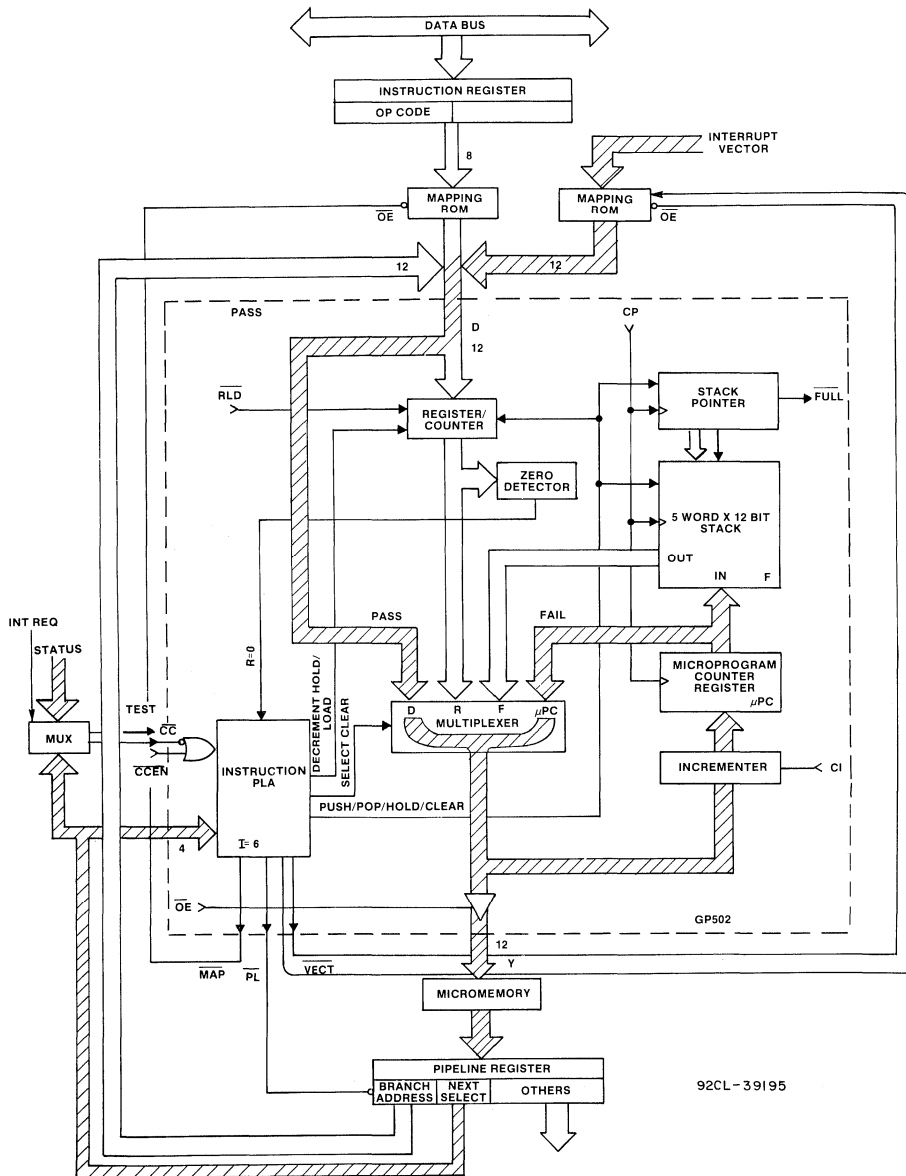 DATA BUS
INSTRUCTION REGISTER
OP CODE
8
INTERRUPT
VECTOR
MAPPING
ROM
OE
MAPPING
ROM
OE
12
12
PASS
D
12
CP
RLD
REGISTER/
COUNTER
STACK
POINTER
FULL
ZERO
DETECTOR
5 WORD X 12 BIT
STACK
OUT
IN
F
INT REQ
STATUS
R=0
PASS
FAIL
DECREMENT HOLD/
LOAD
SELECT CLEAR
MICROPROGRAM
COUNTER
REGISTER
μPC
TEST
CC
MUX
CCEN
D
R
F
μPC
MULTIPLEXER
INSTRUCTION
PLA
INCREMENTER
CI
PUSH/POP/HOLD/CLEAR
4
I=6
OE
GP502
12
Y
MAP
PL
VECT
MICROMEMORY
PIPELINE REGISTER
BRANCH
ADDRESS
NEXT
SELECT
OTHERS
92CL-39195